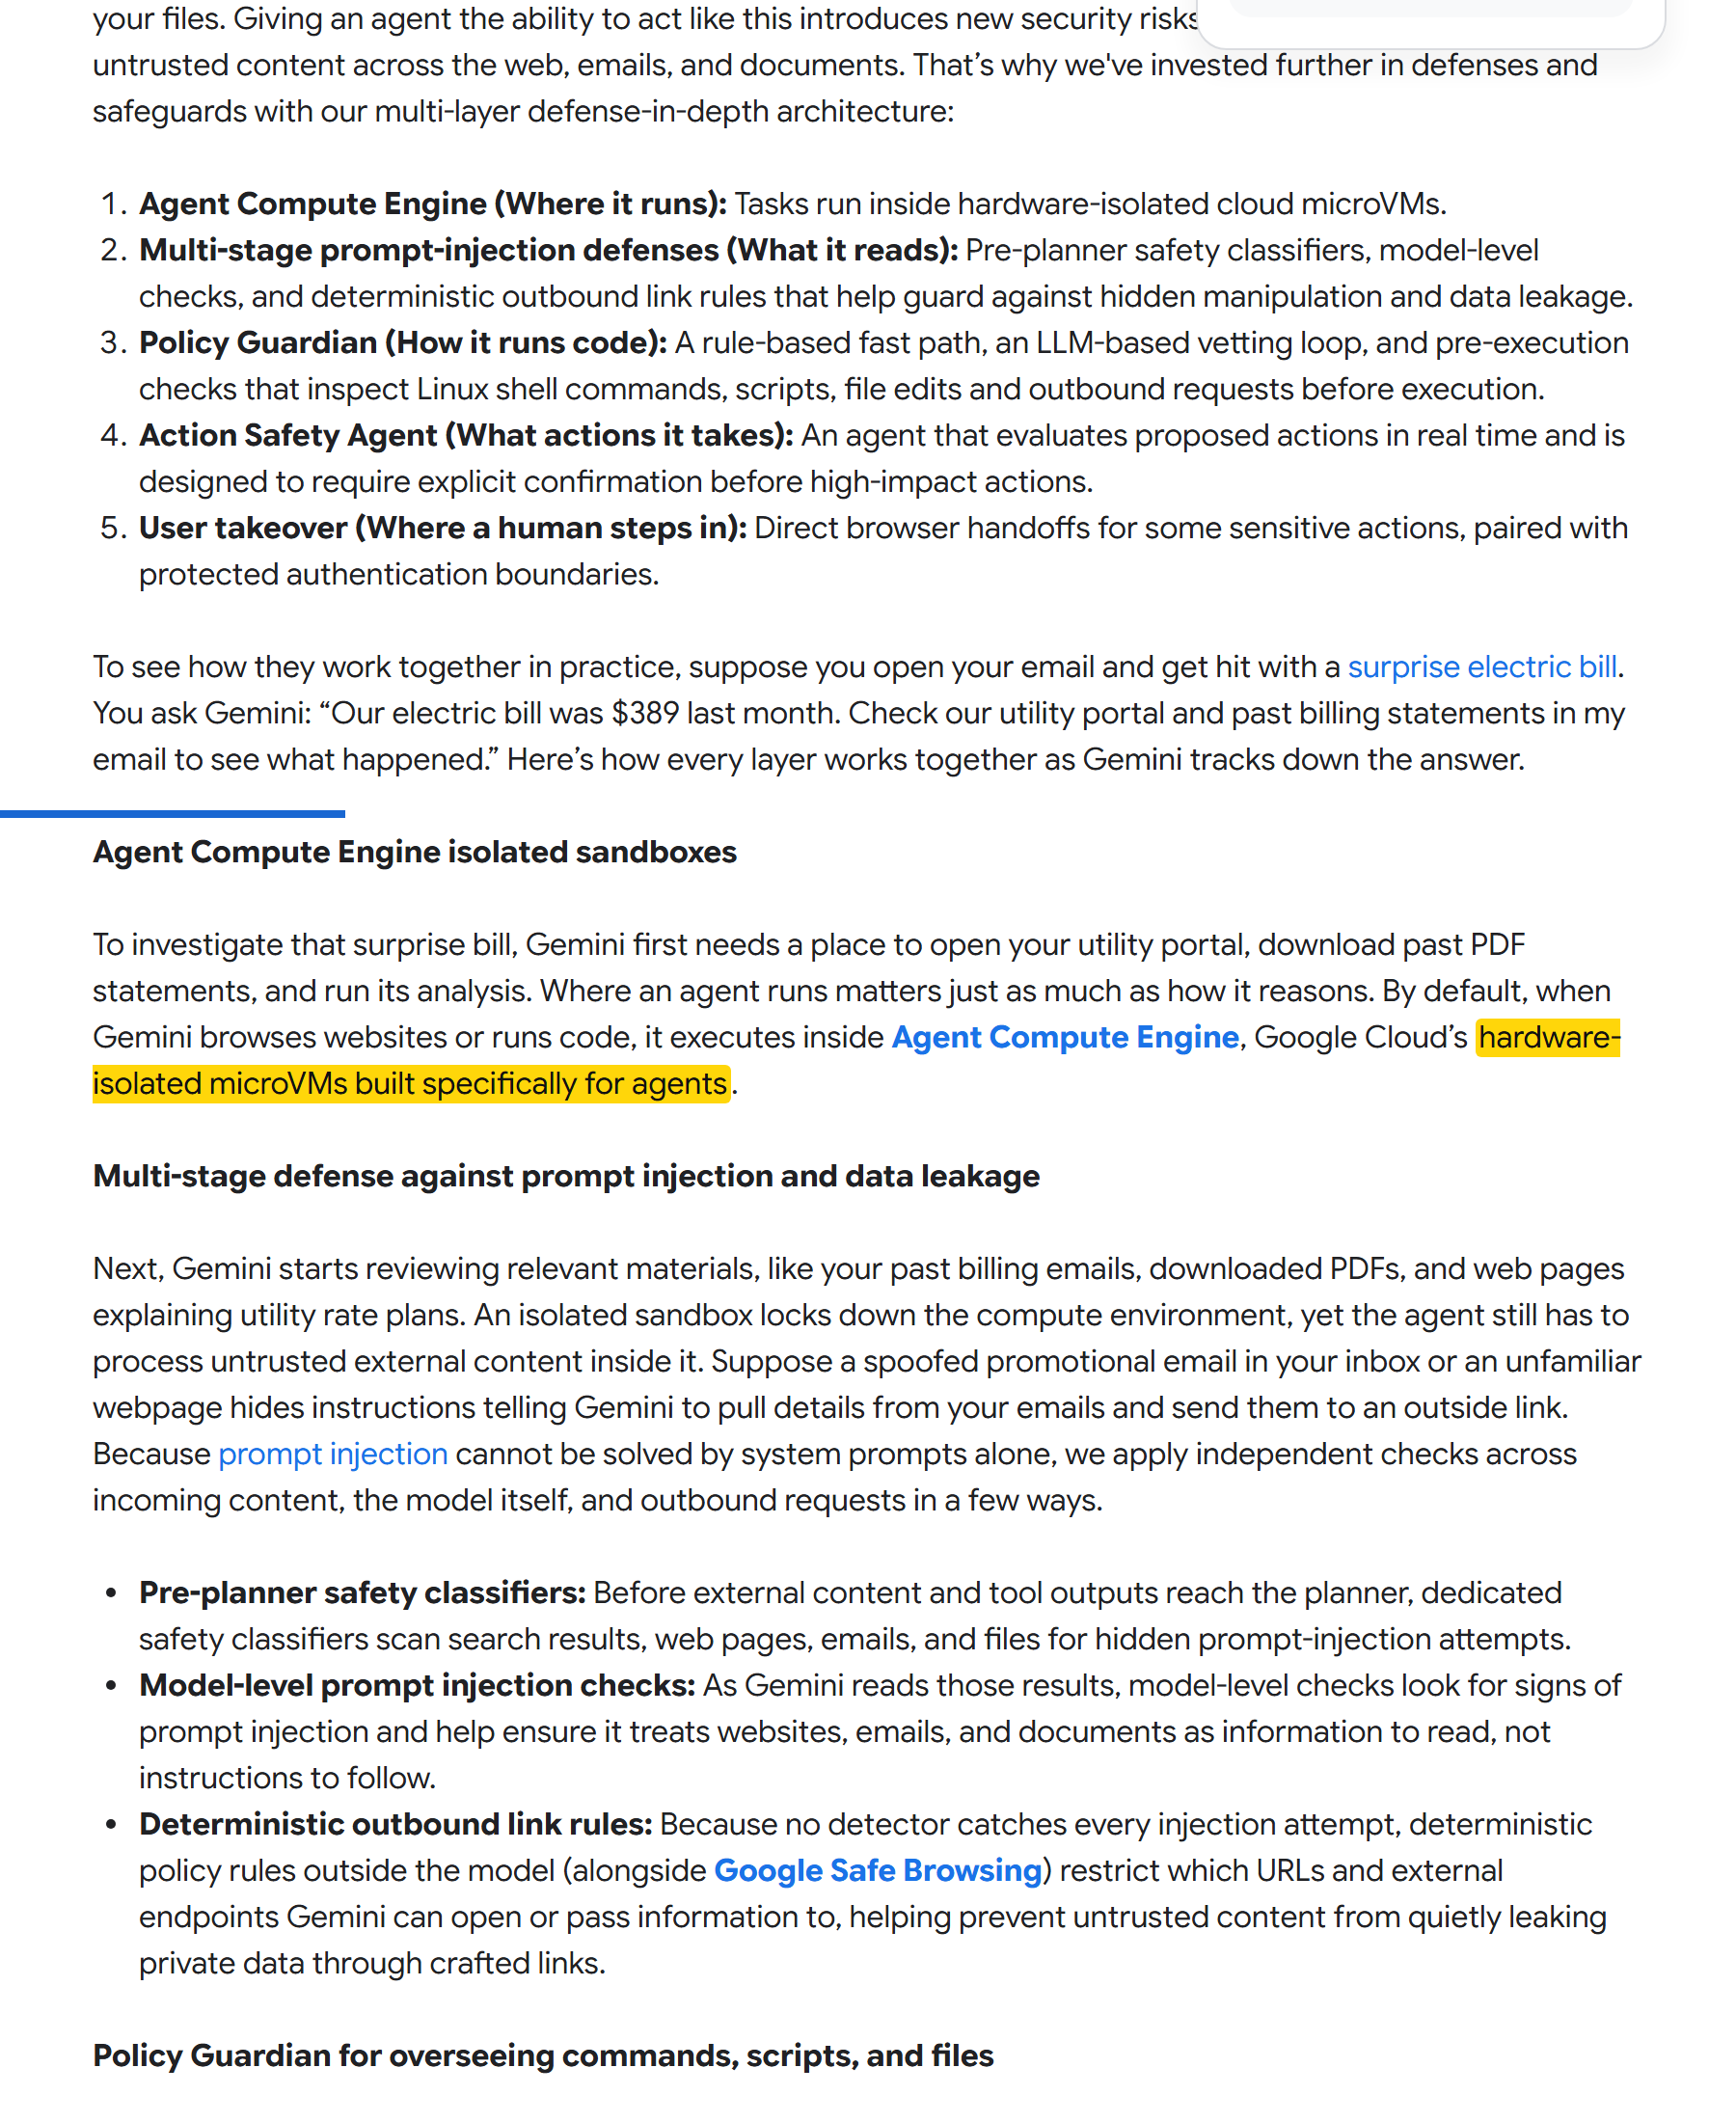 your files. Giving an agent the ability to act like this introduces new security risks
untrusted content across the web, emails, and documents. That’s why we've invested further in defenses and
safeguards with our multi-layer defense-in-depth architecture:
1. Agent Compute Engine (Where it runs): Tasks run inside hardware-isolated cloud microVMs.
2. Multi-stage prompt-injection defenses (What it reads): Pre-planner safety classifiers, model-level
checks, and deterministic outbound link rules that help guard against hidden manipulation and data leakage.
3. Policy Guardian (How it runs code): A rule-based fast path, an LLM-based vetting loop, and pre-execution
checks that inspect Linux shell commands, scripts, file edits and outbound requests before execution.
4. Action Safety Agent (What actions it takes): An agent that evaluates proposed actions in real time and is
designed to require explicit confirmation before high-impact actions.
5. User takeover (Where a human steps in): Direct browser handoffs for some sensitive actions, paired with
protected authentication boundaries.
To see how they work together in practice, suppose you open your email and get hit with a surprise electric bill.
You ask Gemini: “Our electric bill was $389 last month. Check our utility portal and past billing statements in my
email to see what happened.” Here’s how every layer works together as Gemini tracks down the answer.
Agent Compute Engine isolated sandboxes
To investigate that surprise bill, Gemini first needs a place to open your utility portal, download past PDF
statements, and run its analysis. Where an agent runs matters just as much as how it reasons. By default, when
Gemini browses websites or runs code, it executes inside Agent Compute Engine, Google Cloud’s hardware-
isolated microVMs built specifically for agents.
Multi-stage defense against prompt injection and data leakage
Next, Gemini starts reviewing relevant materials, like your past billing emails, downloaded PDFs, and web pages
explaining utility rate plans. An isolated sandbox locks down the compute environment, yet the agent still has to
process untrusted external content inside it. Suppose a spoofed promotional email in your inbox or an unfamiliar
webpage hides instructions telling Gemini to pull details from your emails and send them to an outside link.
Because prompt injection cannot be solved by system prompts alone, we apply independent checks across
incoming content, the model itself, and outbound requests in a few ways.
• Pre-planner safety classifiers: Before external content and tool outputs reach the planner, dedicated
safety classifiers scan search results, web pages, emails, and files for hidden prompt-injection attempts.
• Model-level prompt injection checks: As Gemini reads those results, model-level checks look for signs of
prompt injection and help ensure it treats websites, emails, and documents as information to read, not
instructions to follow.
• Deterministic outbound link rules: Because no detector catches every injection attempt, deterministic
policy rules outside the model (alongside Google Safe Browsing) restrict which URLs and external
endpoints Gemini can open or pass information to, helping prevent untrusted content from quietly leaking
private data through crafted links.
Policy Guardian for overseeing commands, scripts, and files